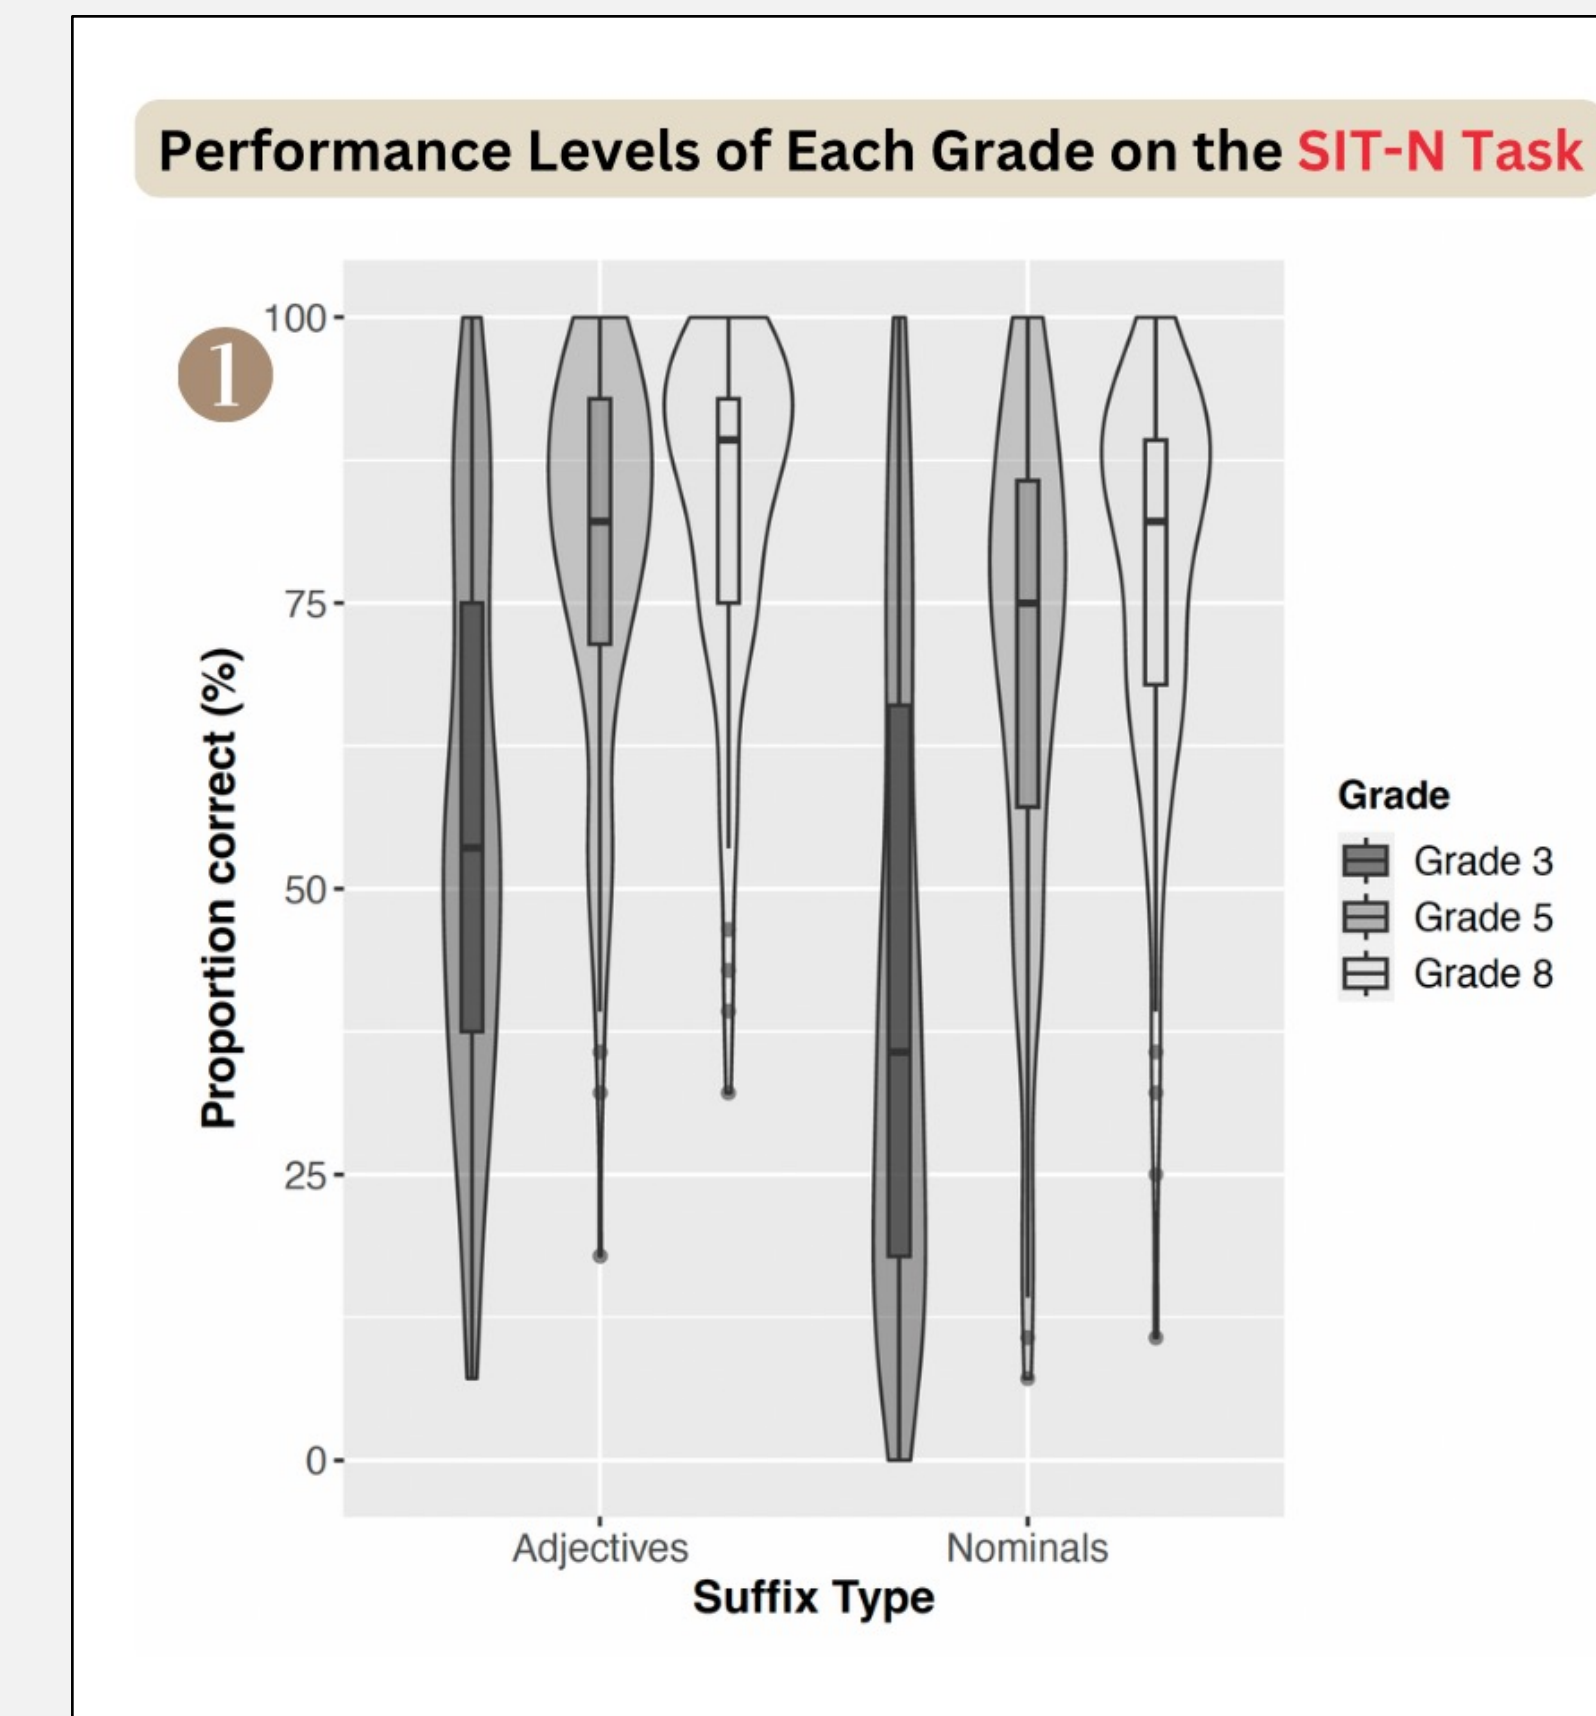 Performance Levels of Each Grade on the SIT-N Task
1
100
75
50
25
0
Proportion correct (%)
Adjectives Nominals
Suffix Type
Grade
Grade 3
Grade 5
Grade 8